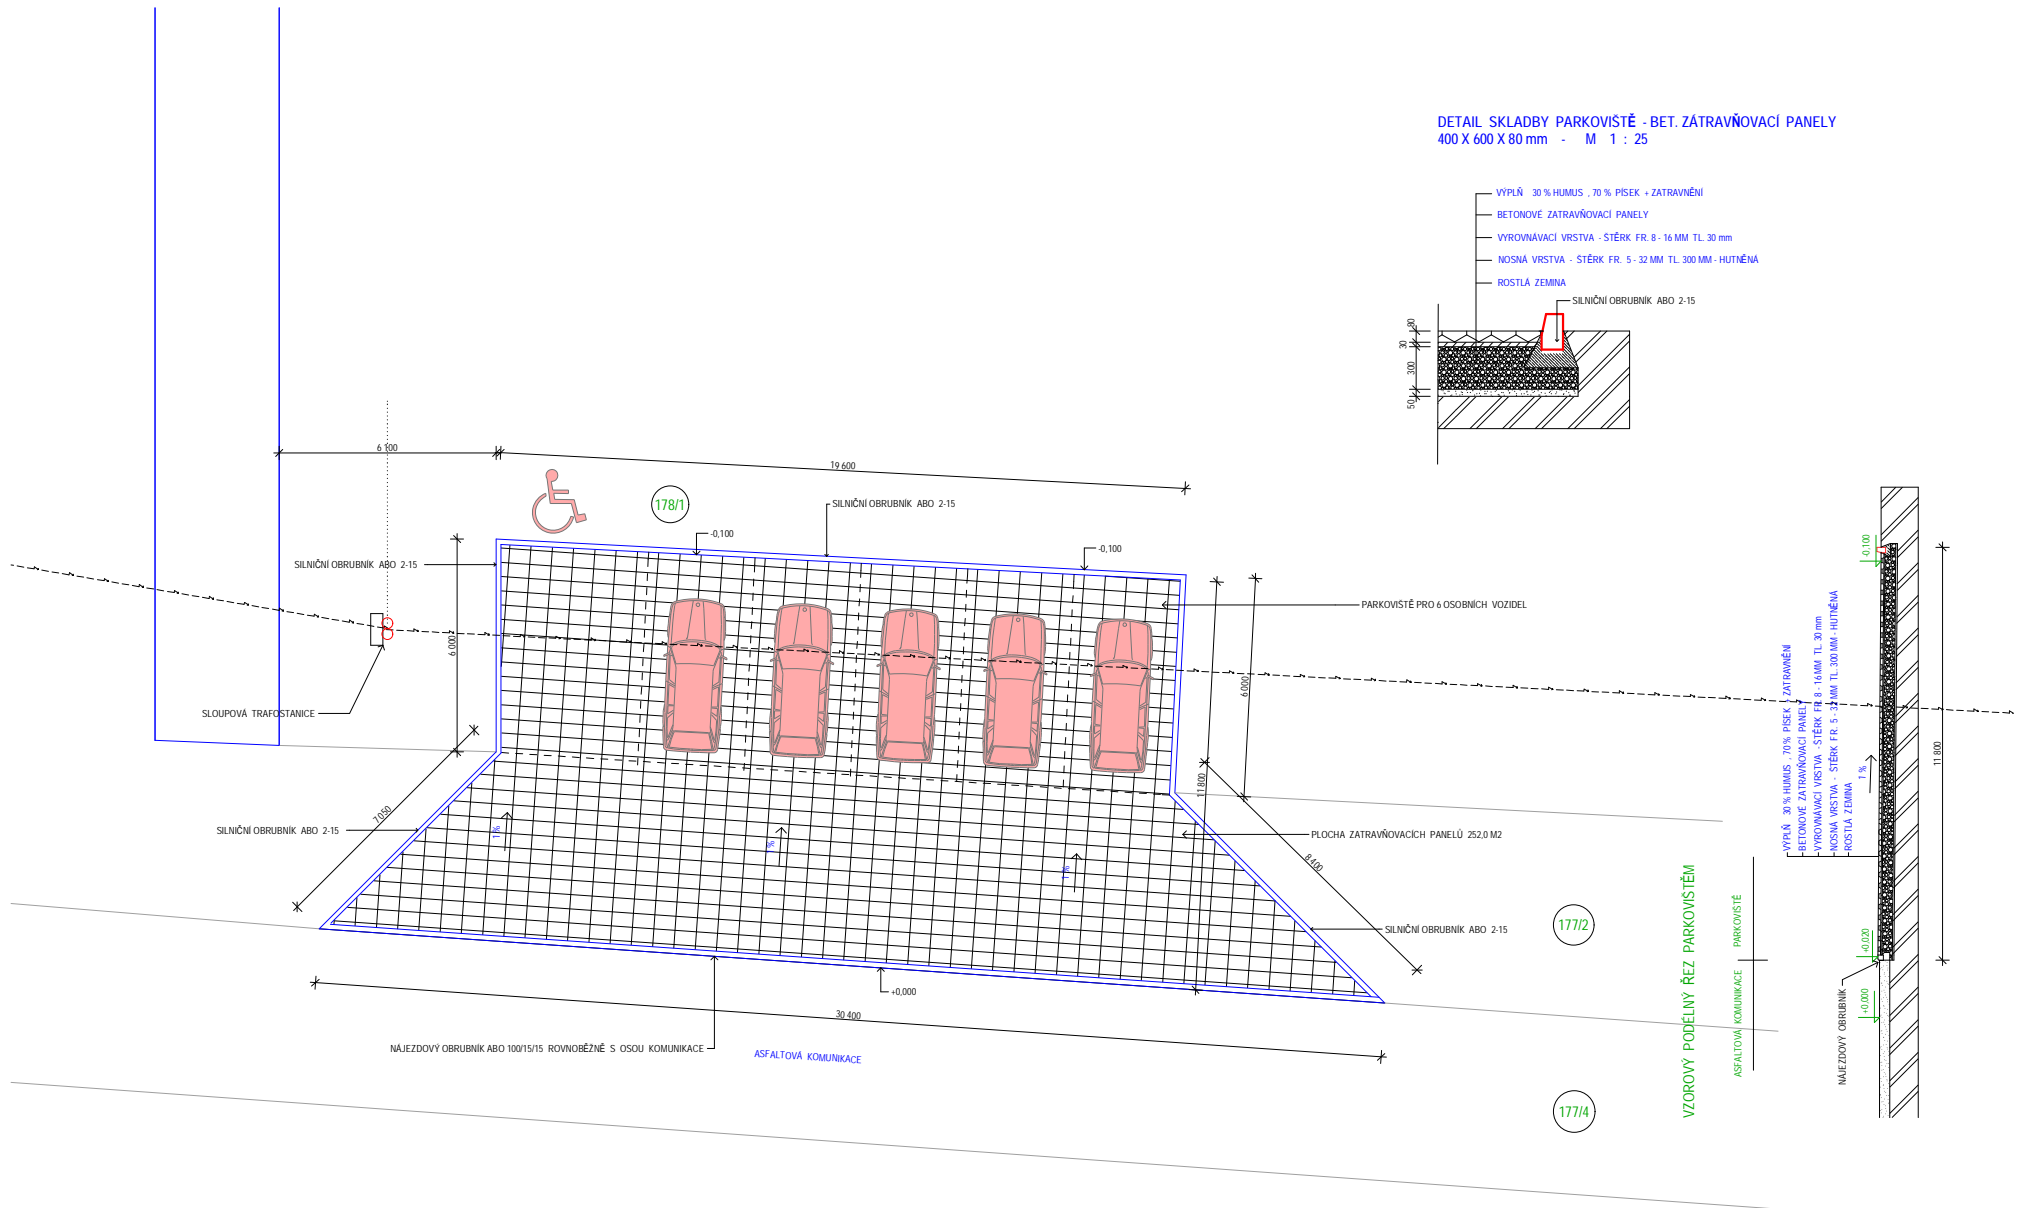 DETAIL SKLADBY PARKOVIŠTĚ - BET. ZÁTRAVŇOVACÍ PANELY
400 X 600 X 80 mm - M 1 : 25
VÝPLŇ 30 % HUMUS , 70 % PÍSEK + ZATRAVNĚNÍ
BETONOVÉ ZATRAVŇOVACÍ PANELY
VYROVNÁVACÍ VRSTVA - ŠTĚRK FR. 8 - 16 MM TL. 30 mm
NOSNÁ VRSTVA - ŠTĚRK FR. 5 - 32 MM TL. 300 MM - HUTNĚNÁ
ROSTLÁ ZEMINA
SILNIČNÍ OBRUBNÍK ABO 2-15
80
30
300
50
6 100
19 600
178/1
SILNIČNÍ OBRUBNÍK ABO 2-15
-0,100
-0,100
SILNIČNÍ OBRUBNÍK ABO 2-15
PARKOVIŠTĚ PRO 6 OSOBNÍCH VOZIDEL
6 000
6 000
SLOUPOVÁ TRAFOSTANICE
11 800
7 050
SILNIČNÍ OBRUBNÍK ABO 2-15
1 %
%
1 %
PLOCHA ZATRAVŇOVACÍCH PANELŮ 252,0 M2
8 400
SILNIČNÍ OBRUBNÍK ABO 2-15
177/2
+0,000
30 400
NÁJEZDOVÝ OBRUBNÍK ABO 100/15/15 ROVNOBĚŽNĚ S OSOU KOMUNIKACE
ASFALTOVÁ KOMUNIKACE
177/4
VZOROVÝ PODÉLNÝ ŘEZ PARKOVIŠTĚM
ASFALTOVÁ KOMUNIKACE
PARKOVIŠTĚ
VÝPLŇ 30 % HUMUS , 70 % PÍSEK + ZATRAVNĚNÍ
BETONOVÉ ZATRAVŇOVACÍ PANELY
VYROVNÁVACÍ VRSTVA - ŠTĚRK FR. 8 - 16 MM TL. 30 mm
NOSNÁ VRSTVA - ŠTĚRK FR. 5 - 32 MM TL. 300 MM - HUTNĚNÁ
ROSTLÁ ZEMINA
1 %
-0,100
+0,020
+0,000
NÁJEZDOVÝ OBRUBNÍK
11 800